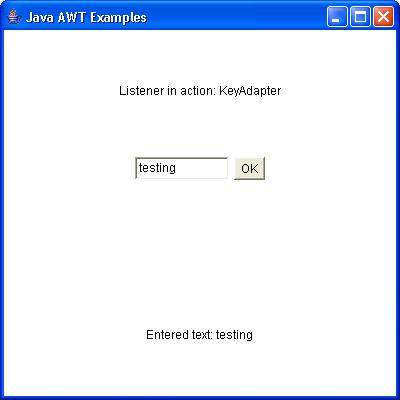 Java AWT Examples
Listener in action: KeyAdapter
testing OK
Entered text: testing